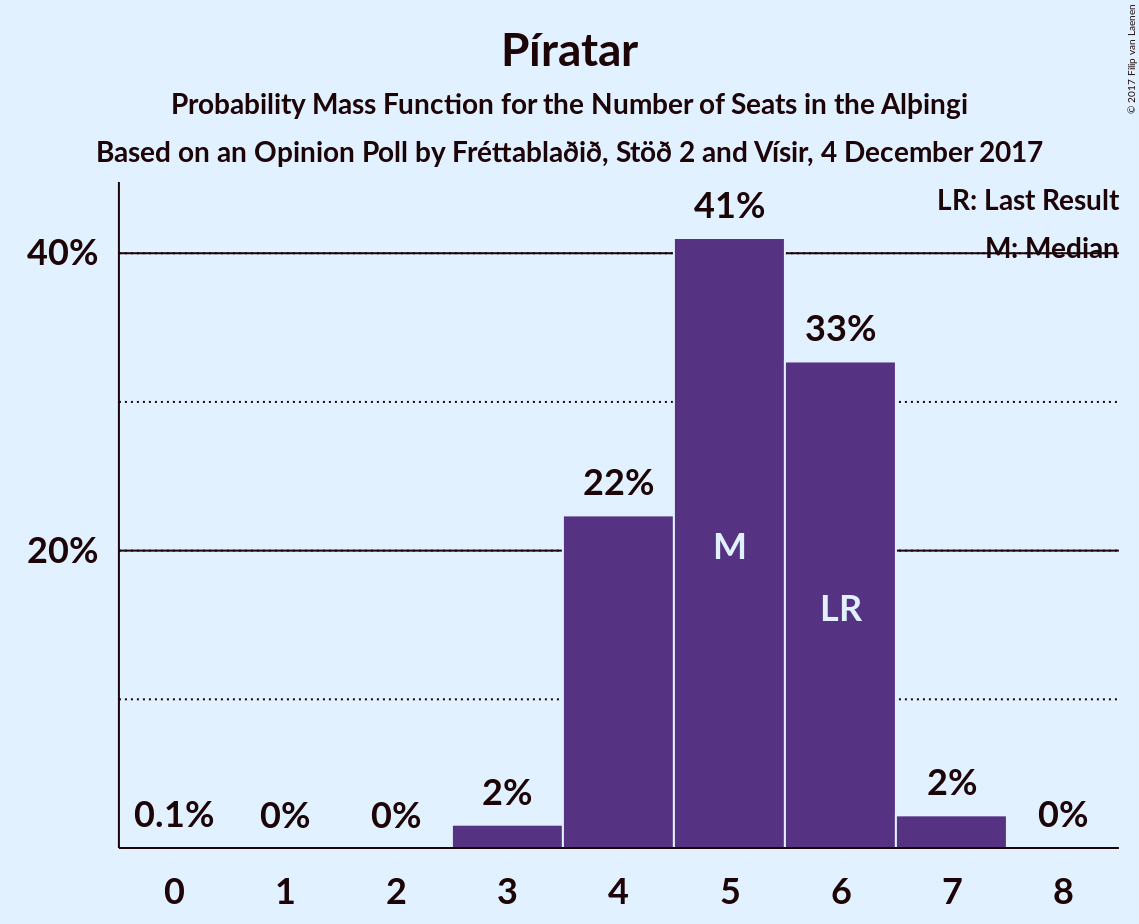 Píratar
Probability Mass Function for the Number of Seats in the Alþingi
Based on an Opinion Poll by Fréttablaðið, Stöð 2 and Vísir, 4 December 2017
© 2017 Filip van Laenen
LR: Last Result
M: Median
40%
20%
0.1%
0%
0%
2%
22%
41%
33%
2%
0%
M
LR
0 1 2 3 4 5 6 7 8